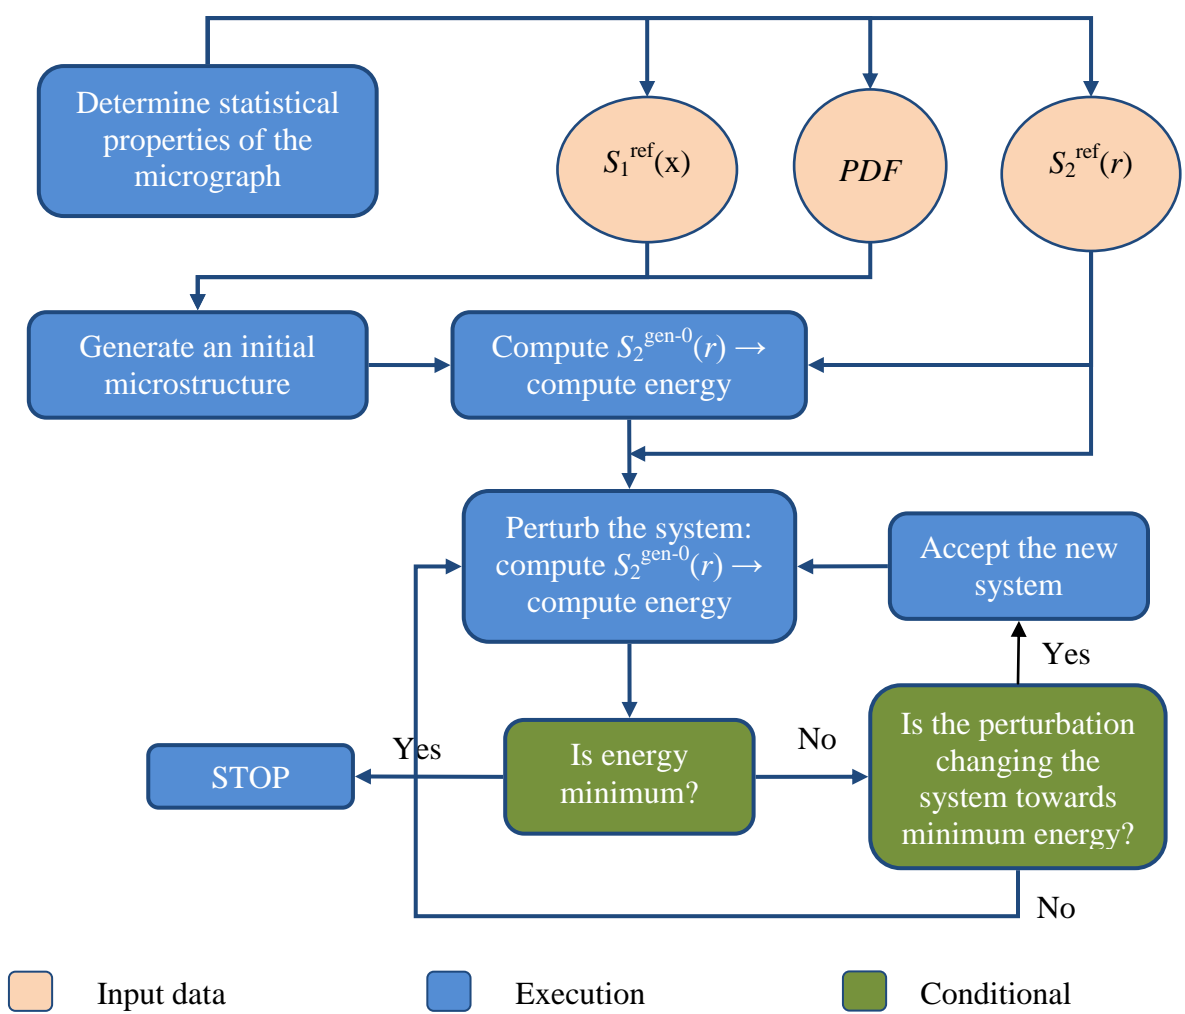 Determine statistical
properties of the
micrograph
S₁ʳᵉᶠ(x)
PDF
S₂ʳᵉᶠ(r)
Generate an initial
microstructure
Compute S₂ᵍᵉⁿ⁻⁰(r) →
compute energy
Perturb the system:
compute S₂ᵍᵉⁿ⁻⁰(r) →
compute energy
Accept the new
system
Yes
STOP
Yes
Is energy
minimum?
No
Is the perturbation
changing the
system towards
minimum energy?
No
Input data
Execution
Conditional